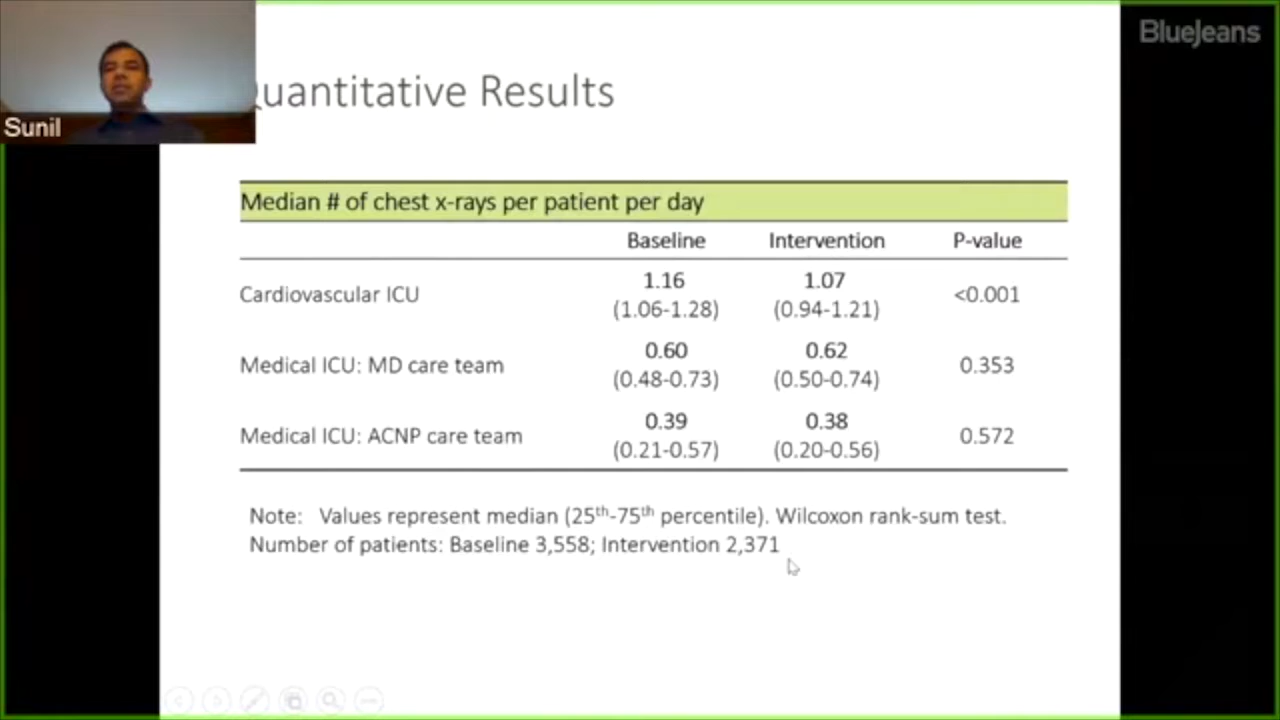 BlueJeans
Sunil
Quantitative Results
Median # of chest x-rays per patient per day
Baseline Intervention P-value
Cardiovascular ICU 1.16 (1.06-1.28) 1.07 (0.94-1.21) <0.001
Medical ICU: MD care team 0.60 (0.48-0.73) 0.62 (0.50-0.74) 0.353
Medical ICU: ACNP care team 0.39 (0.21-0.57) 0.38 (0.20-0.56) 0.572
Note: Values represent median (25th-75th percentile). Wilcoxon rank-sum test.
Number of patients: Baseline 3,558; Intervention 2,371